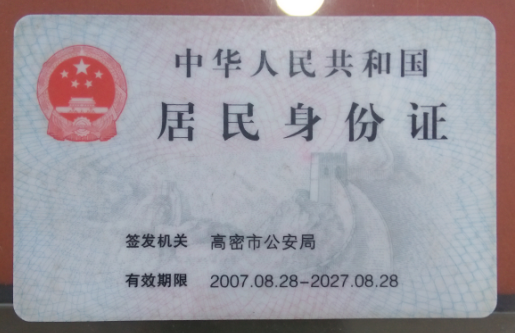 中华人民共和国
居民身份证
签发机关 高密市公安局
有效期限 2007.08.28-2027.08.28